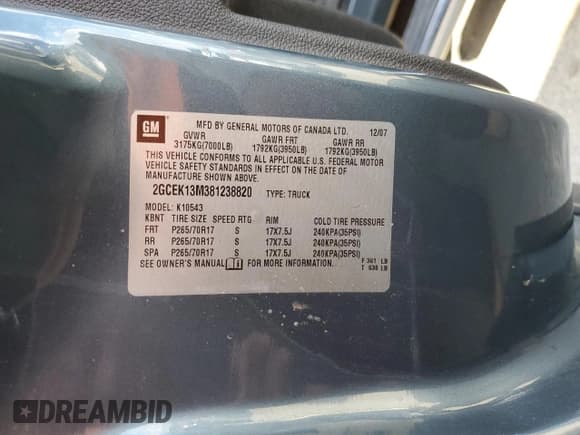 GM
MFD BY GENERAL MOTORS OF CANADA LTD. 12/07
GVWR GAWR FRT GAWR RR
3175KG(7000LB) 1792KG(3950LB) 1792KG(3950LB)
THIS VEHICLE CONFORMS TO ALL APPLICABLE U.S. FEDERAL MOTOR
VEHICLE SAFETY STANDARDS IN EFFECT ON THE DATE OF
MANUFACTURE SHOWN ABOVE.
2GCEK13M381238820 TYPE: TRUCK
MODEL: K10543
KBNT TIRE SIZE SPEED RTG RIM COLD TIRE PRESSURE
FRT P265/70R17 S 17X7.5J 240KPA(35PSI)
RR P265/70R17 S 17X7.5J 240KPA(35PSI)
SPA P265/70R17 S 17X7.5J 240KPA(35PSI)
SEE OWNER'S MANUAL FOR MORE INFORMATION. F 361 LB
T 638 LB
DREAMBID